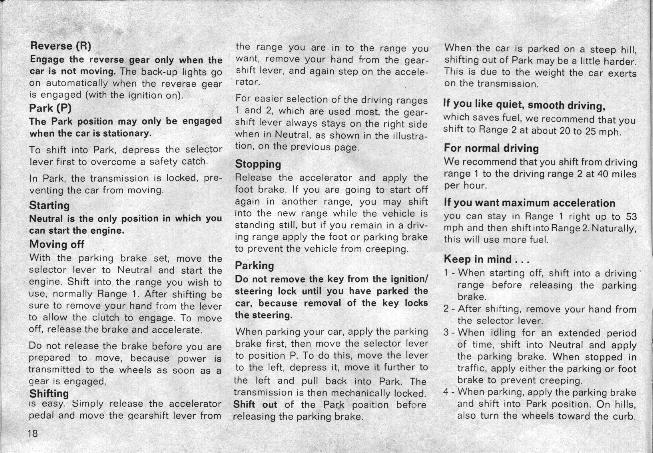 Reverse (R)
Engage the reverse gear only when the
car is not moving. The back-up lights go
on automatically when the reverse gear
is engaged (with the ignition on).
Park (P)
The Park position may only be engaged
when the car is stationary.
To shift into Park, depress the selector
lever first to overcome a safety catch.
In Park, the transmission is locked, pre-
venting the car from moving.
Starting
Neutral is the only position in which you
can start the engine.
Moving off
With the parking brake set, move the
selector lever to Neutral and start the
engine. Shift into the range you wish to
use, normally Range 1. After shifting be
sure to remove your hand from the lever
to allow the clutch to engage. To move
off, release the brake and accelerate.
Do not release the brake before you are
prepared to move, because power is
transmitted to the wheels as soon as a
gear is engaged.
Shifting
is easy. Simply release the accelerator
pedal and move the gearshift lever from
18
the range you are in to the range you
want, remove your hand from the gear-
shift lever, and again step on the accele-
rator.
For easier selection of the driving ranges
1 and 2, which are used most, the gear-
shift lever always stays on the right side
when in Neutral, as shown in the illustra-
tion, on the previous page.
Stopping
Release the accelerator and apply the
foot brake. If you are going to start off
again in another range, you may shift
into the new range while the vehicle is
standing still, but if you remain in a driv-
ing range apply the foot or parking brake
to prevent the vehicle from creeping.
Parking
Do not remove the key from the ignition/
steering lock until you have parked the
car, because removal of the key locks
the steering.
When parking your car, apply the parking
brake first, then move the selector lever
to position P. To do this, move the lever
to the left, depress it, move it further to
the left and pull back into Park. The
transmission is then mechanically locked.
Shift out of the Park position before
releasing the parking brake.
When the car is parked on a steep hill,
shifting out of Park may be a little harder.
This is due to the weight the car exerts
on the transmission.
If you like quiet, smooth driving,
which saves fuel, we recommend that you
shift to Range 2 at about 20 to 25 mph.
For normal driving
We recommend that you shift from driving
range 1 to the driving range 2 at 40 miles
per hour.
If you want maximum acceleration
you can stay in Range 1 right up to 53
mph and then shift into Range 2. Naturally,
this will use more fuel.
Keep in mind . . .
1 - When starting off, shift into a driving
range before releasing the parking
brake.
2 - After shifting, remove your hand from
the selector lever.
3 - When idling for an extended period
of time, shift into Neutral and apply
the parking brake. When stopped in
traffic, apply either the parking or foot
brake to prevent creeping.
4 - When parking, apply the parking brake
and shift into Park position. On hills,
also turn the wheels toward the curb.